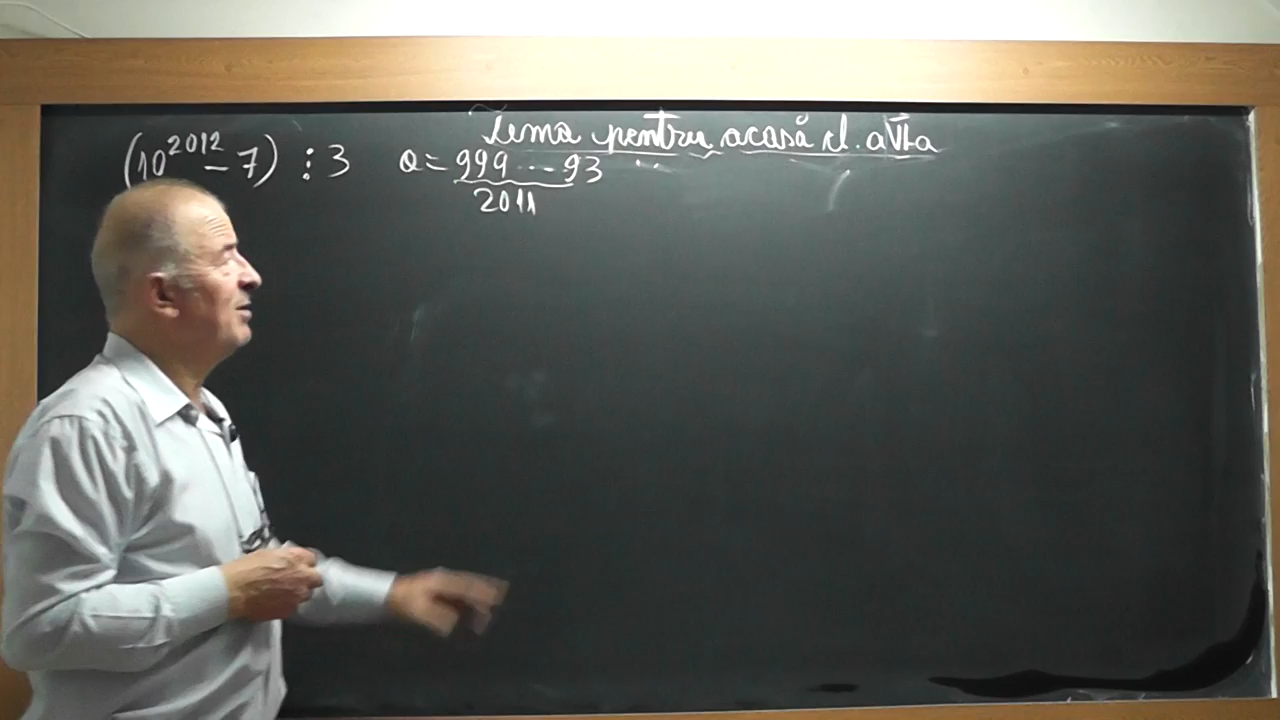 Tema pentru acasă cl. a VI-a
(10^2012 - 7) ⋮ 3 a = 999 ... 93
2011